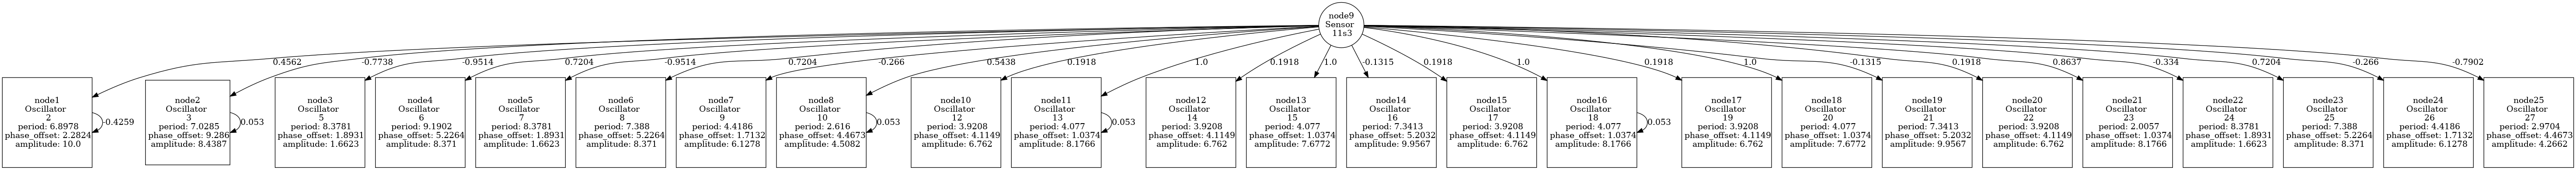 node9
Sensor
11s3
0.4562
-0.7738
-0.9514
0.7204
-0.9514
0.7204
-0.266
0.5438
0.1918
1.0
0.1918
1.0
-0.1315
0.1918
1.0
0.1918
1.0
-0.1315
0.1918
0.8637
-0.334
0.7204
-0.266
-0.7902
node1
Oscillator
2
period: 6.8978
phase_offset: 2.2824
amplitude: 10.0
-0.4259
node2
Oscillator
3
period: 7.0285
phase_offset: 9.286
amplitude: 8.4387
0.053
node3
Oscillator
5
period: 8.3781
phase_offset: 1.8931
amplitude: 1.6623
node4
Oscillator
6
period: 9.1902
phase_offset: 5.2264
amplitude: 8.371
node5
Oscillator
7
period: 8.3781
phase_offset: 1.8931
amplitude: 1.6623
node6
Oscillator
8
period: 7.388
phase_offset: 5.2264
amplitude: 8.371
node7
Oscillator
9
period: 4.4186
phase_offset: 1.7132
amplitude: 6.1278
node8
Oscillator
10
period: 2.616
phase_offset: 4.4673
amplitude: 4.5082
0.053
node10
Oscillator
12
period: 3.9208
phase_offset: 4.1149
amplitude: 6.762
node11
Oscillator
13
period: 4.077
phase_offset: 1.0374
amplitude: 8.1766
0.053
node12
Oscillator
14
period: 3.9208
phase_offset: 4.1149
amplitude: 6.762
node13
Oscillator
15
period: 4.077
phase_offset: 1.0374
amplitude: 7.6772
node14
Oscillator
16
period: 7.3413
phase_offset: 5.2032
amplitude: 9.9567
node15
Oscillator
17
period: 3.9208
phase_offset: 4.1149
amplitude: 6.762
node16
Oscillator
18
period: 4.077
phase_offset: 1.0374
amplitude: 8.1766
0.053
node17
Oscillator
19
period: 3.9208
phase_offset: 4.1149
amplitude: 6.762
node18
Oscillator
20
period: 4.077
phase_offset: 1.0374
amplitude: 7.6772
node19
Oscillator
21
period: 7.3413
phase_offset: 5.2032
amplitude: 9.9567
node20
Oscillator
22
period: 3.9208
phase_offset: 4.1149
amplitude: 6.762
node21
Oscillator
23
period: 2.0057
phase_offset: 1.0374
amplitude: 8.1766
node22
Oscillator
24
period: 8.3781
phase_offset: 1.8931
amplitude: 1.6623
node23
Oscillator
25
period: 7.388
phase_offset: 5.2264
amplitude: 8.371
node24
Oscillator
26
period: 4.4186
phase_offset: 1.7132
amplitude: 6.1278
node25
Oscillator
27
period: 2.9704
phase_offset: 4.4673
amplitude: 4.2662